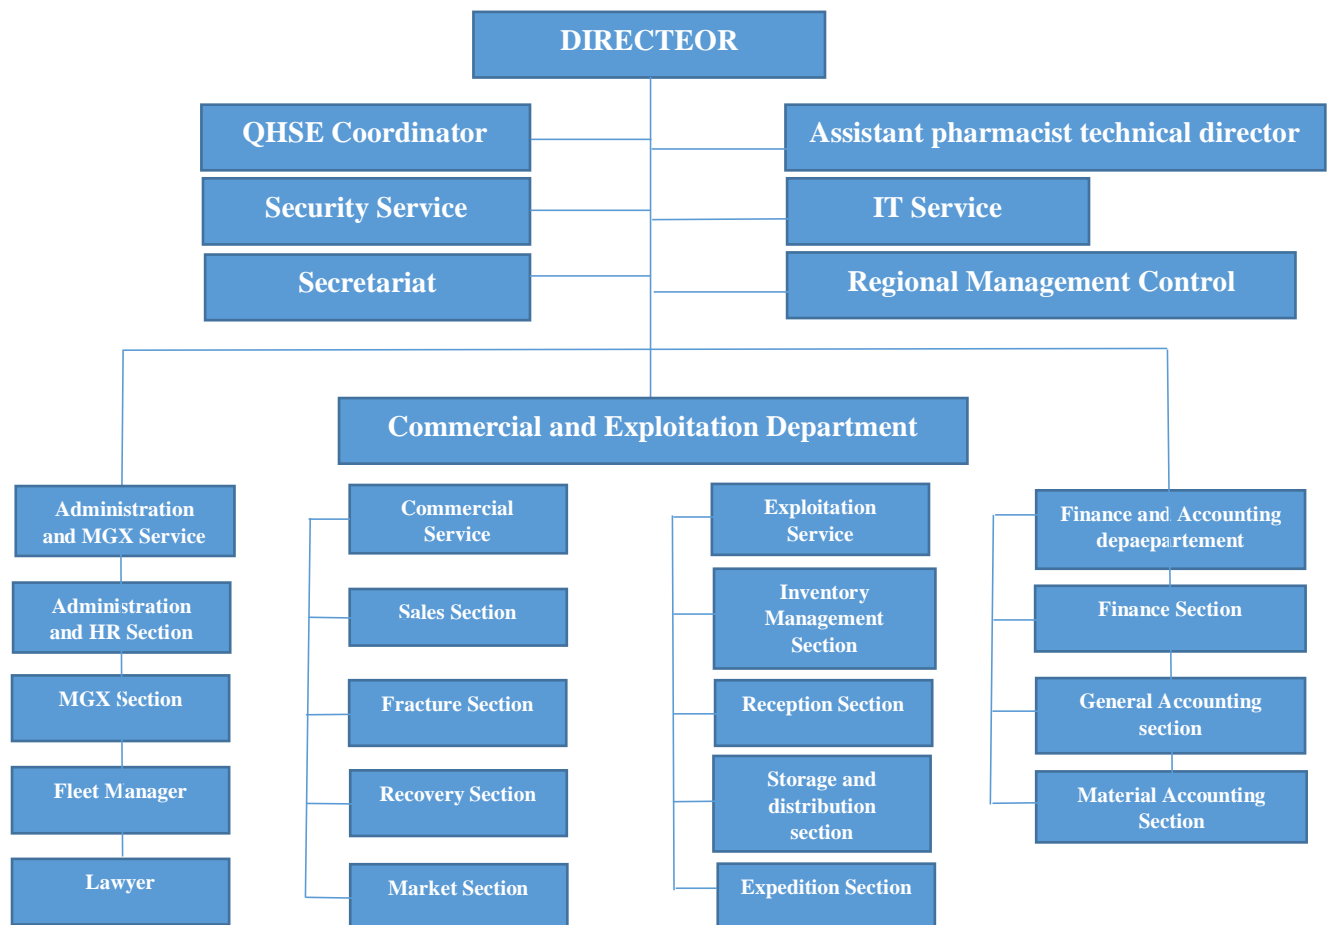 DIRECTEOR
QHSE Coordinator
Assistant pharmacist technical director
Security Service
IT Service
Secretariat
Regional Management Control
Commercial and Exploitation Department
Administration
and MGX Service
Administration
and HR Section
MGX Section
Fleet Manager
Lawyer
Commercial
Service
Sales Section
Fracture Section
Recovery Section
Market Section
Exploitation
Service
Inventory
Management
Section
Reception Section
Storage and
distribution
section
Expedition Section
Finance and Accounting
depaepartement
Finance Section
General Accounting
section
Material Accounting
Section